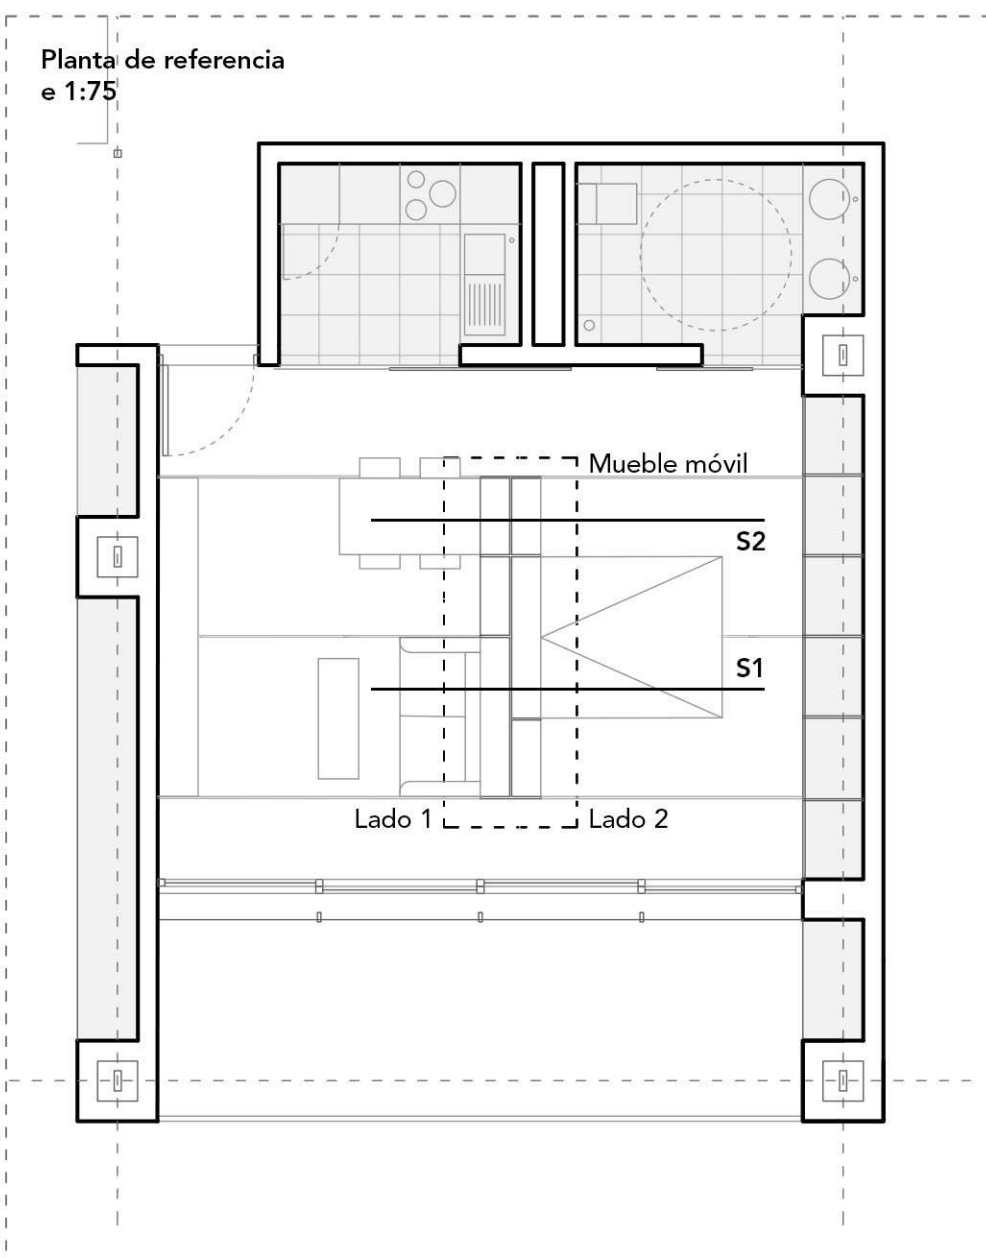 Planta de referencia
e 1:75
Mueble móvil
S2
S1
Lado 1
Lado 2